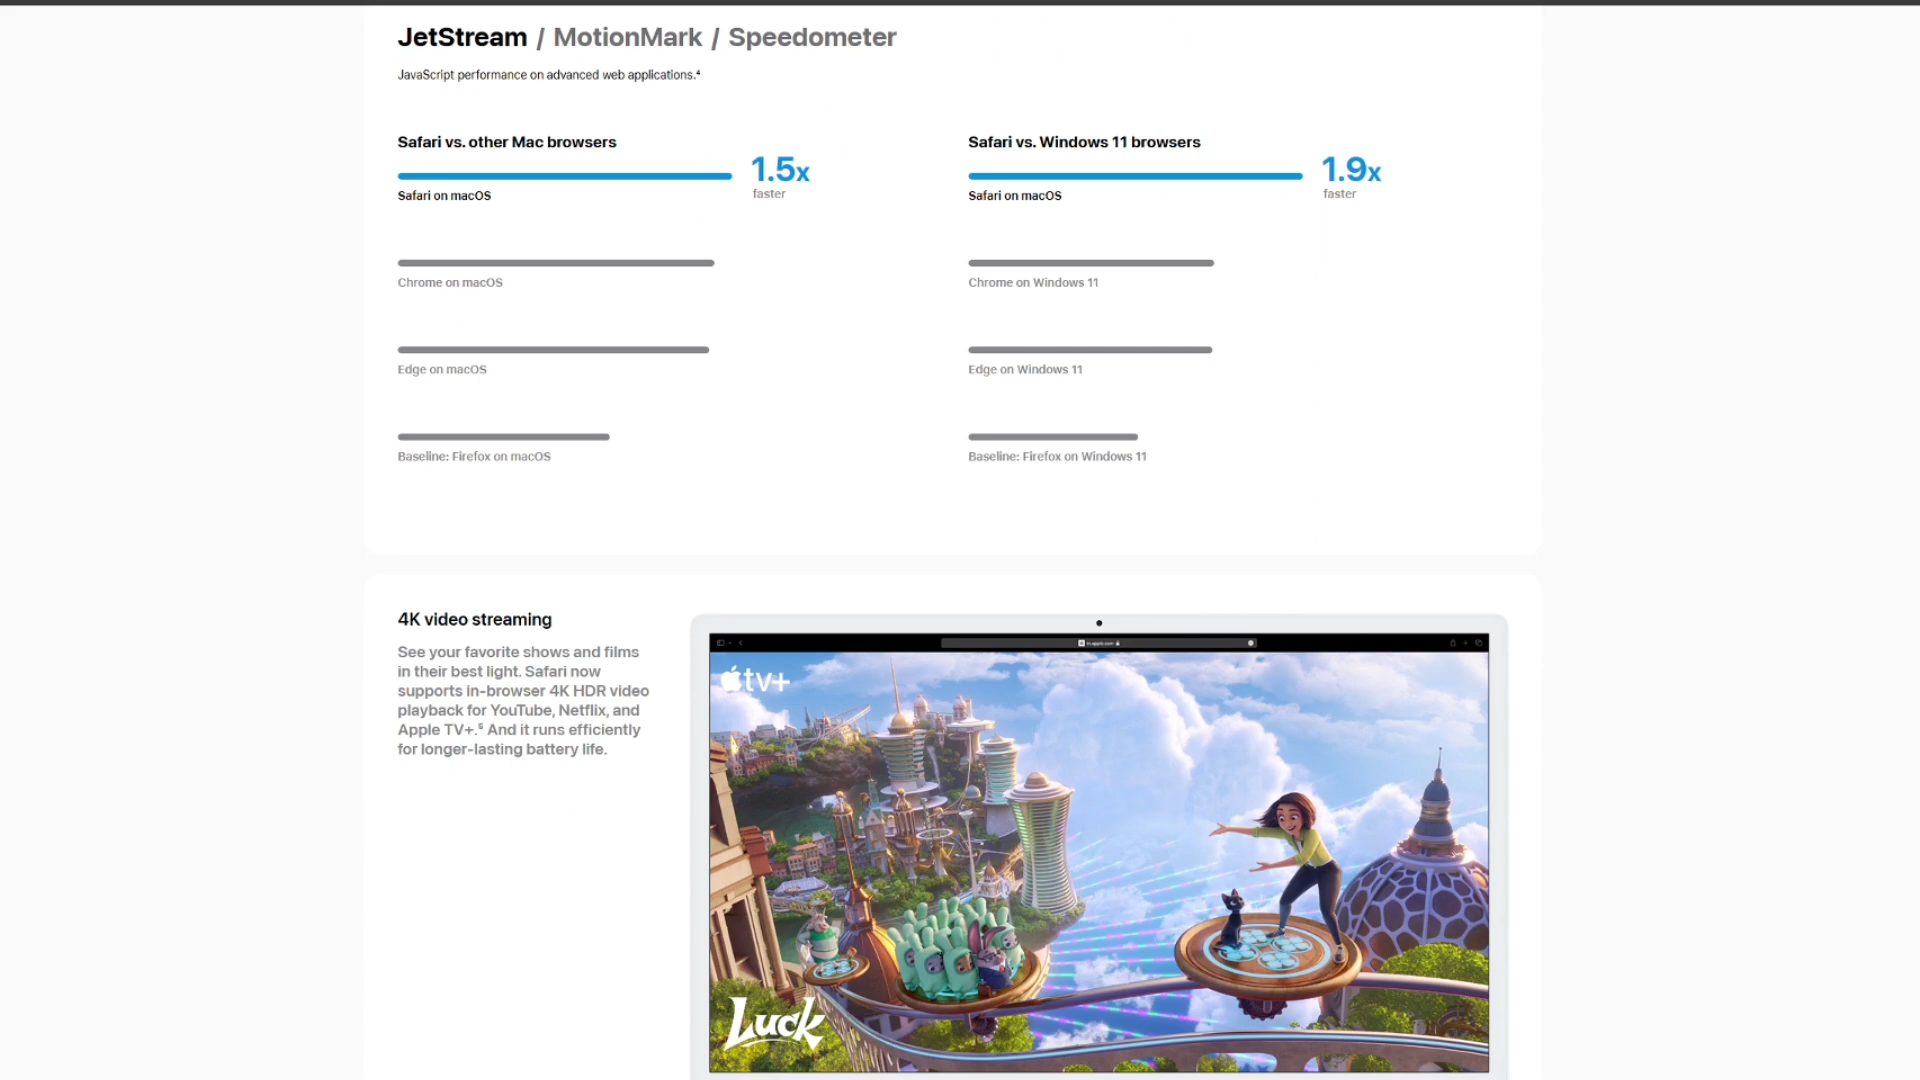 JetStream / MotionMark / Speedometer
JavaScript performance on advanced web applications.⁴
Safari vs. other Mac browsers
1.5x
faster
Safari on macOS
Chrome on macOS
Edge on macOS
Baseline: Firefox on macOS
Safari vs. Windows 11 browsers
1.9x
faster
Safari on macOS
Chrome on Windows 11
Edge on Windows 11
Baseline: Firefox on Windows 11
4K video streaming
See your favorite shows and films
in their best light. Safari now
supports in-browser 4K HDR video
playback for YouTube, Netflix, and
Apple TV+.⁵ And it runs efficiently
for longer-lasting battery life.
tv+
Luck